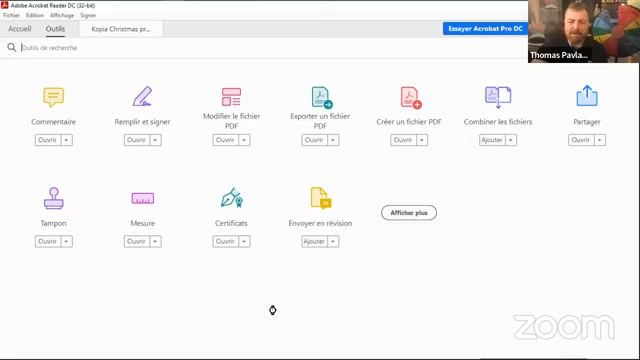 Adobe Acrobat Reader DC (32-bit)
Fichier Edition Affichage Signer
Accueil Outils Kopia Christmas pr... Essayer Acrobat Pro DC
Outils de recherche
Thomas Pavla...
Commentaire Remplir et signer Modifier le fichier PDF Exporter un fichier PDF Créer un fichier PDF Combiner les fichiers Partager
Ouvrir Ouvrir Ouvrir Ouvrir Ouvrir Ajouter Ouvrir
Tampon Mesure Certificats Envoyer en révision Afficher plus
Ouvrir Ouvrir Ouvrir Ajouter
zoom